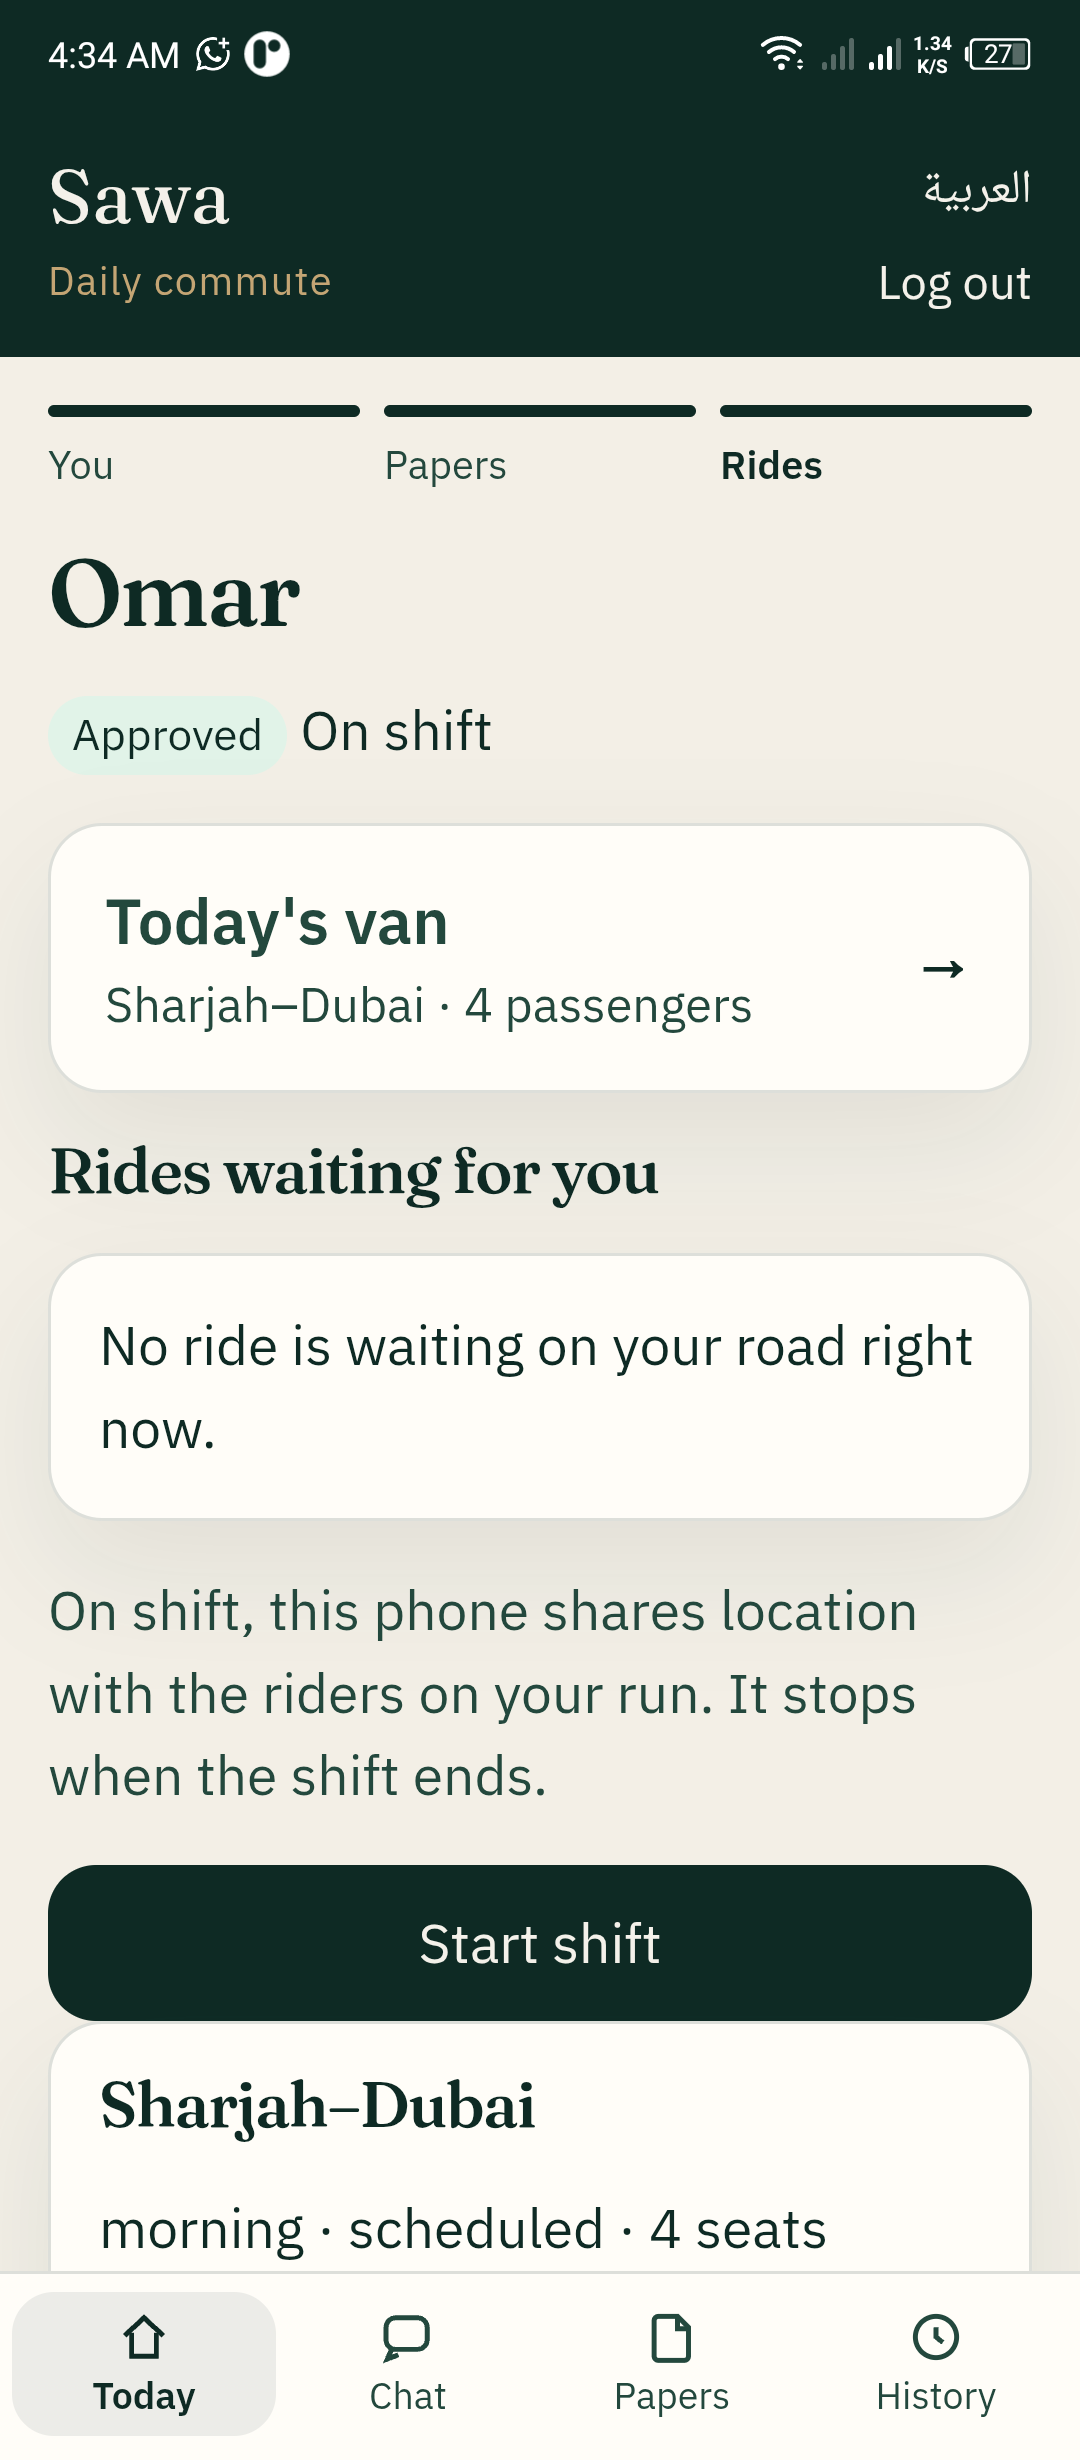 4:34 AM
1.34
K/S
27
Sawa
العربية
Daily commute
Log out
You
Papers
Rides
Omar
Approved On shift
Today's van
Sharjah–Dubai · 4 passengers
→
Rides waiting for you
No ride is waiting on your road right
now.
On shift, this phone shares location
with the riders on your run. It stops
when the shift ends.
Start shift
Sharjah–Dubai
morning · scheduled · 4 seats
Today
Chat
Papers
History